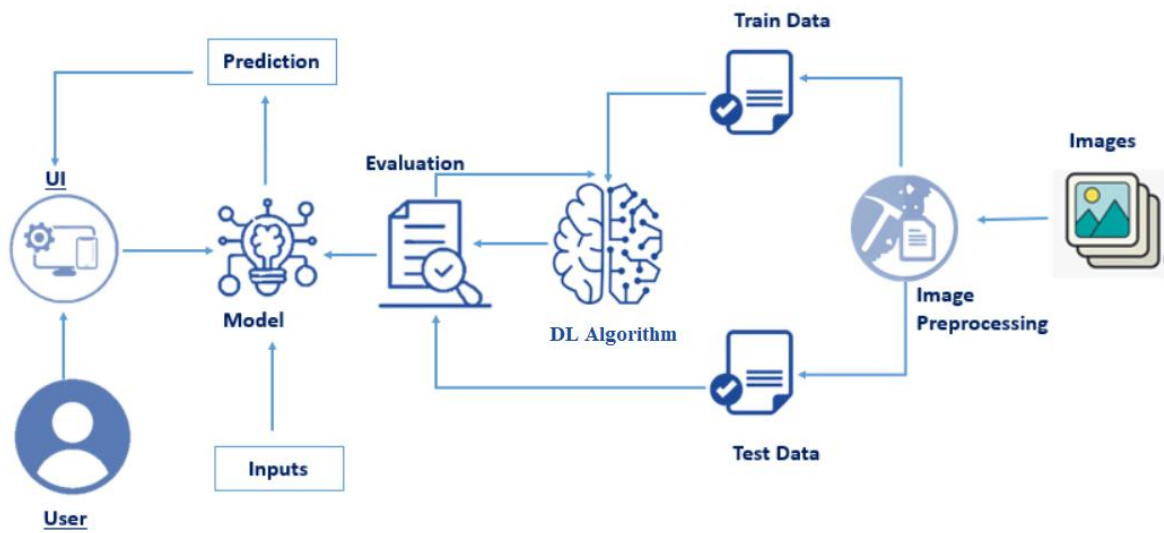 Train Data
Prediction
Images
Evaluation
UI
Image
Preprocessing
Model
DL Algorithm
Test Data
Inputs
User